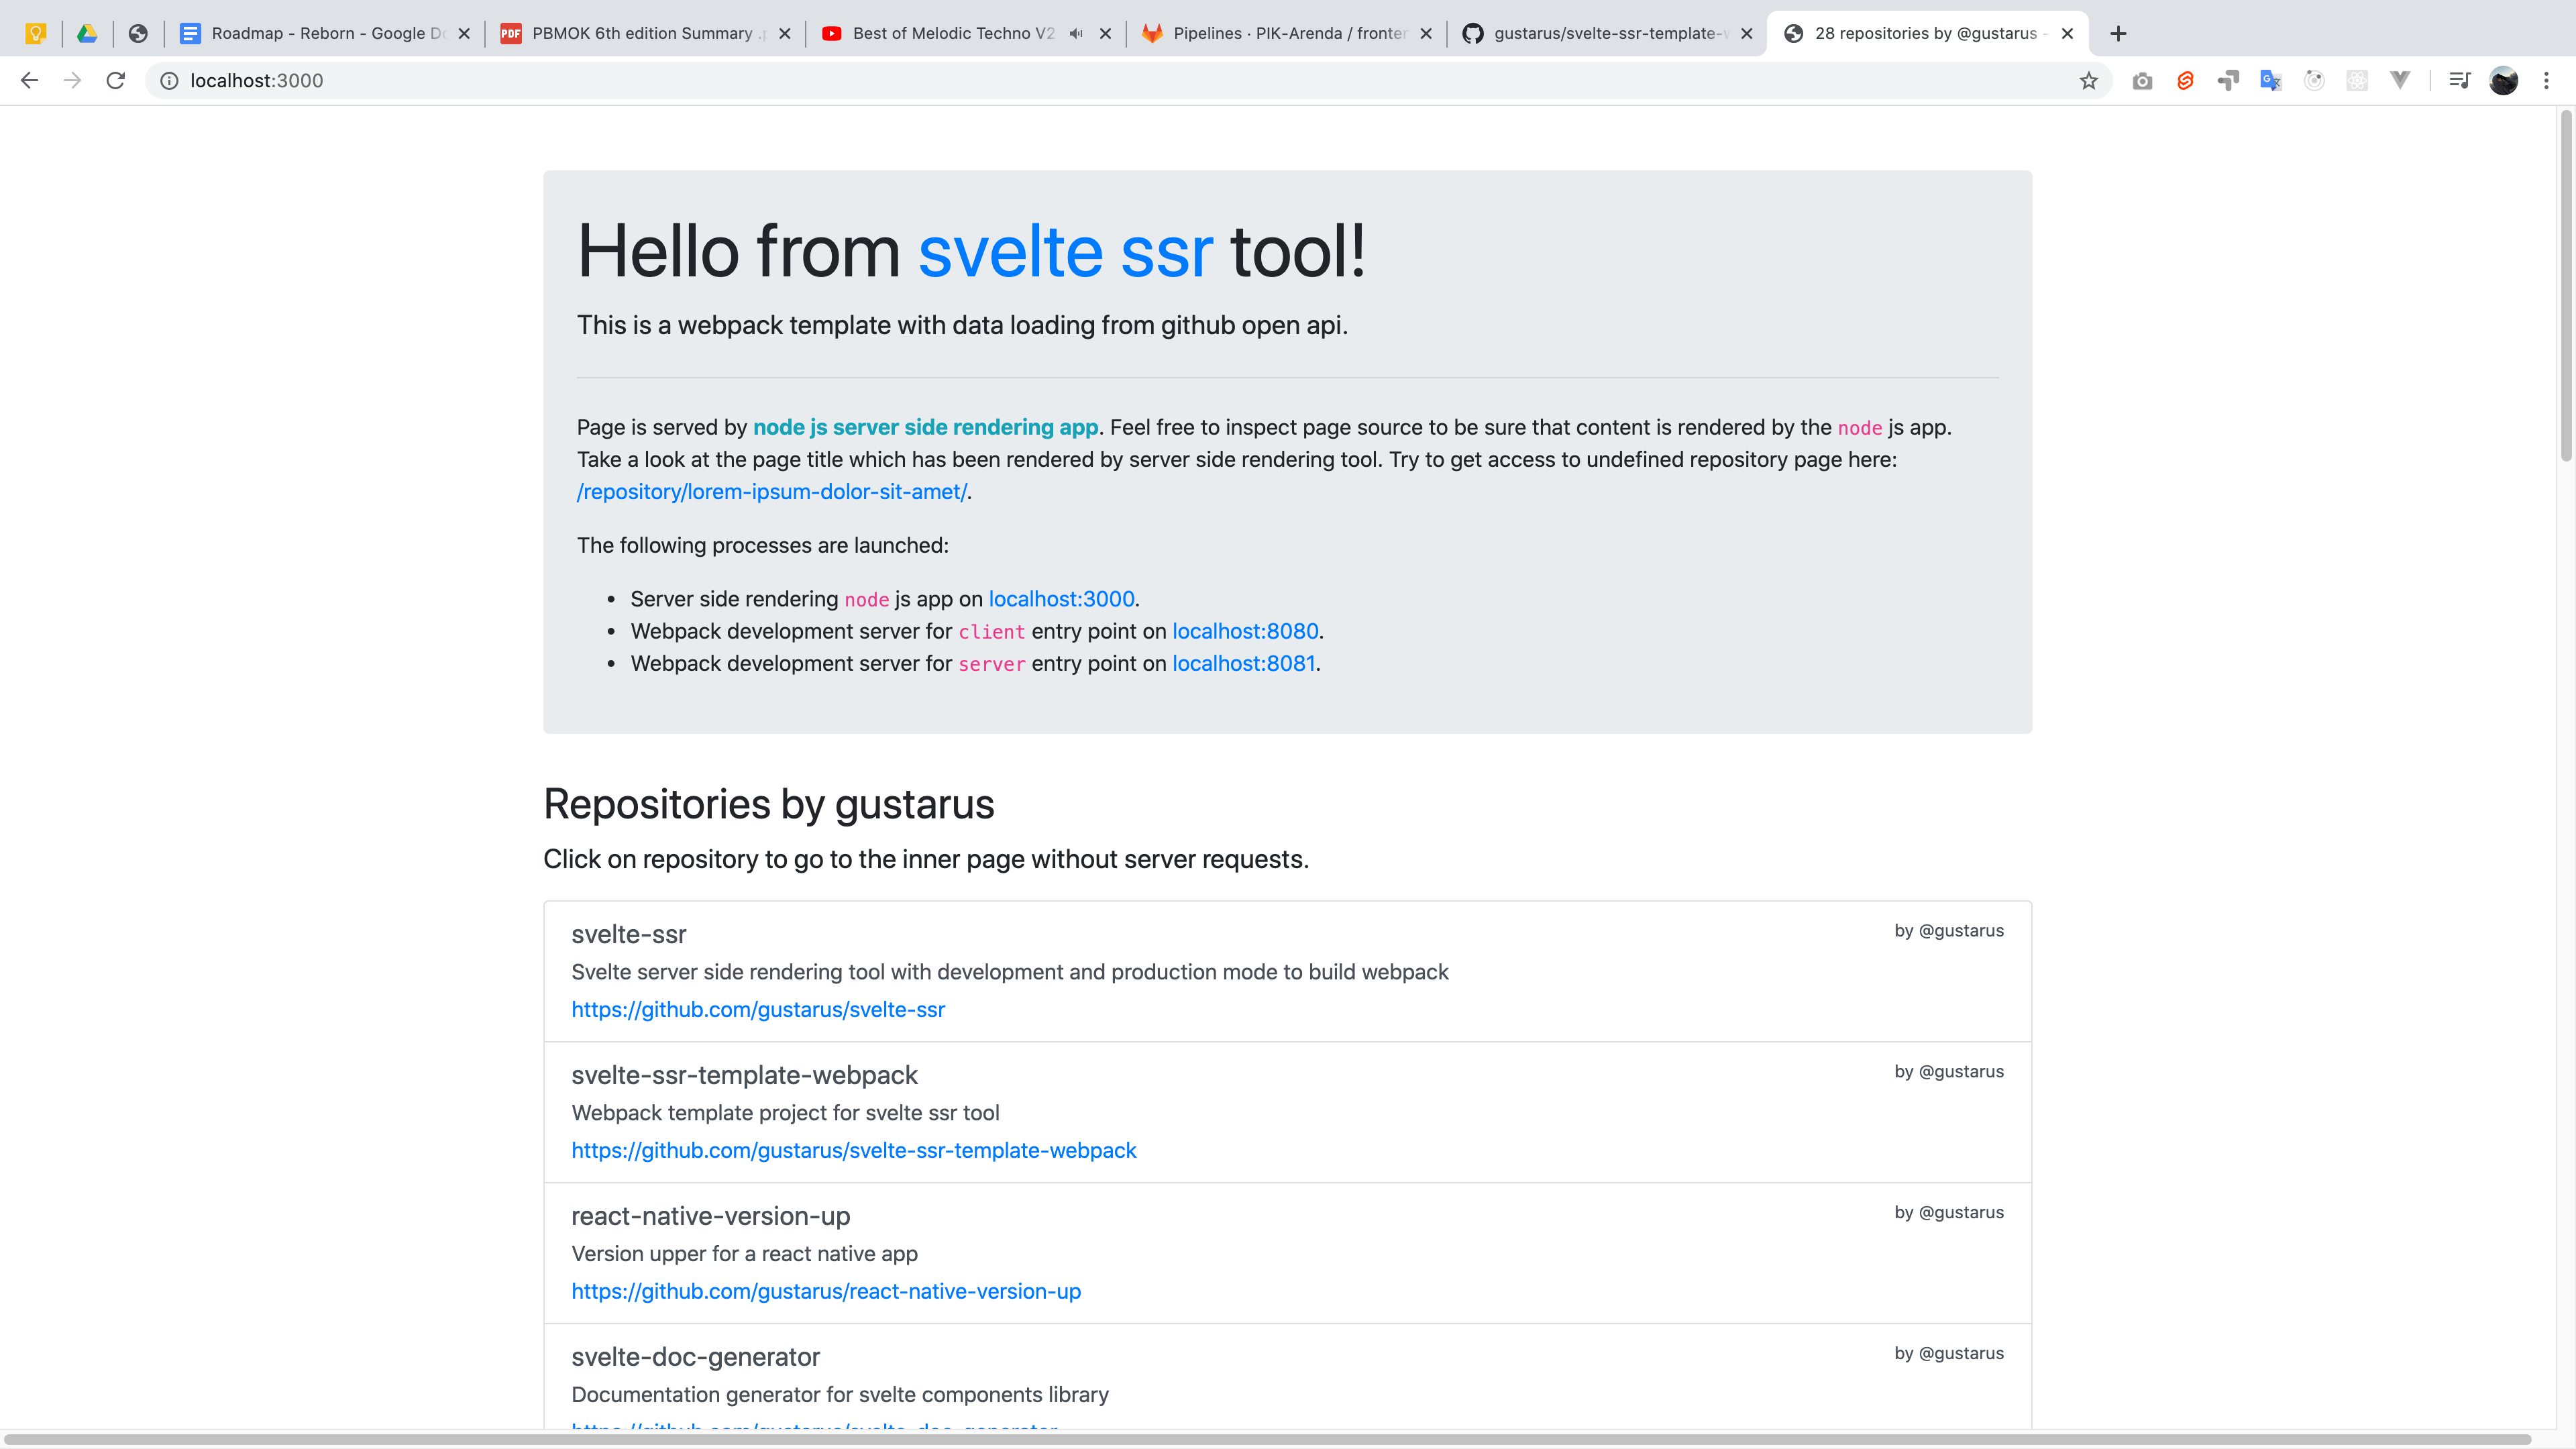 Roadmap - Reborn - Google Do
PDF
PBMOK 6th edition Summary .p
Best of Melodic Techno V2
Pipelines · PIK-Arenda / fronter
gustarus/svelte-ssr-template-w
28 repositories by @gustarus -
localhost:3000
Hello from svelte ssr tool!
This is a webpack template with data loading from github open api.
Page is served by node js server side rendering app. Feel free to inspect page source to be sure that content is rendered by the node js app.
Take a look at the page title which has been rendered by server side rendering tool. Try to get access to undefined repository page here:
/repository/lorem-ipsum-dolor-sit-amet/.
The following processes are launched:
• Server side rendering node js app on localhost:3000.
• Webpack development server for client entry point on localhost:8080.
• Webpack development server for server entry point on localhost:8081.
Repositories by gustarus
Click on repository to go to the inner page without server requests.
svelte-ssr
by @gustarus
Svelte server side rendering tool with development and production mode to build webpack
https://github.com/gustarus/svelte-ssr
svelte-ssr-template-webpack
by @gustarus
Webpack template project for svelte ssr tool
https://github.com/gustarus/svelte-ssr-template-webpack
react-native-version-up
by @gustarus
Version upper for a react native app
https://github.com/gustarus/react-native-version-up
svelte-doc-generator
by @gustarus
Documentation generator for svelte components library
https://github.com/gustarus/svelte-doc-generator